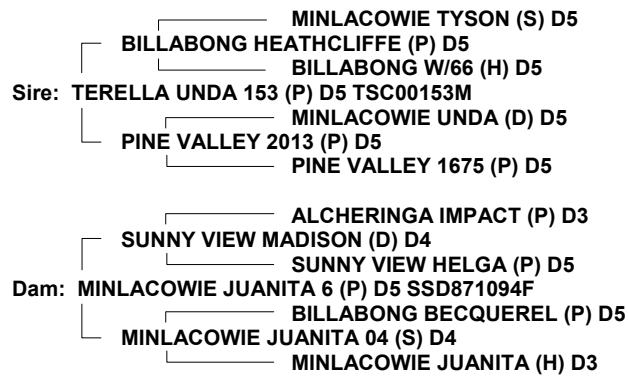 MINLACOWIE TYSON (S) D5
BILLABONG HEATHCLIFFE (P) D5
BILLABONG W/66 (H) D5
Sire: TERELLA UNDA 153 (P) D5 TSC00153M
MINLACOWIE UNDA (D) D5
PINE VALLEY 2013 (P) D5
PINE VALLEY 1675 (P) D5
ALCHERINGA IMPACT (P) D3
SUNNY VIEW MADISON (D) D4
SUNNY VIEW HELGA (P) D5
Dam: MINLACOWIE JUANITA 6 (P) D5 SSD871094F
BILLABONG BECQUEREL (P) D5
MINLACOWIE JUANITA 04 (S) D4
MINLACOWIE JUANITA (H) D3